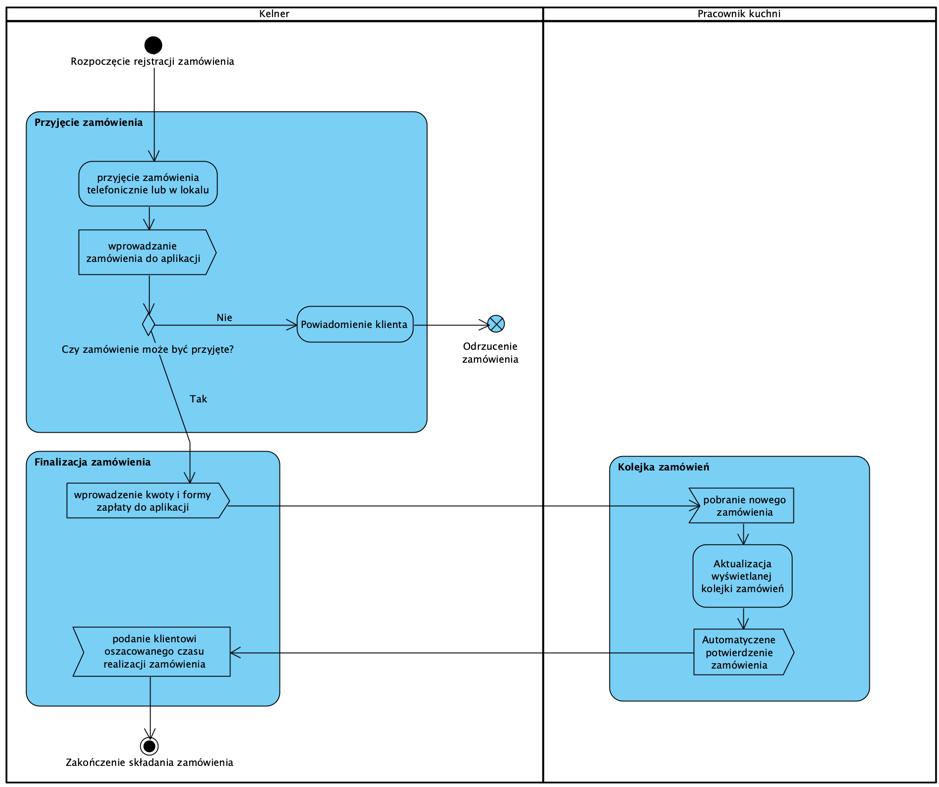 Kelner
Pracownik kuchni
Rozpoczęcie rejstracji zamówienia
Przyjęcie zamówienia
przyjęcie zamówienia
telefonicznie lub w lokalu
wprowadzanie
zamówienia do aplikacji
Nie
Powiadomienie klienta
Odrzucenie
zamówienia
Czy zamówienie może być przyjęte?
Tak
Finalizacja zamówienia
wprowadzenie kwoty i formy
zapłaty do aplikacji
Kolejka zamówień
pobranie nowego
zamówienia
Aktualizacja
wyświetlanej
kolejki zamówień
Automatyczene
potwierdzenie
zamówienia
podanie klientowi
oszacowanego czasu
realizacji zamówienia
Zakończenie składania zamówienia